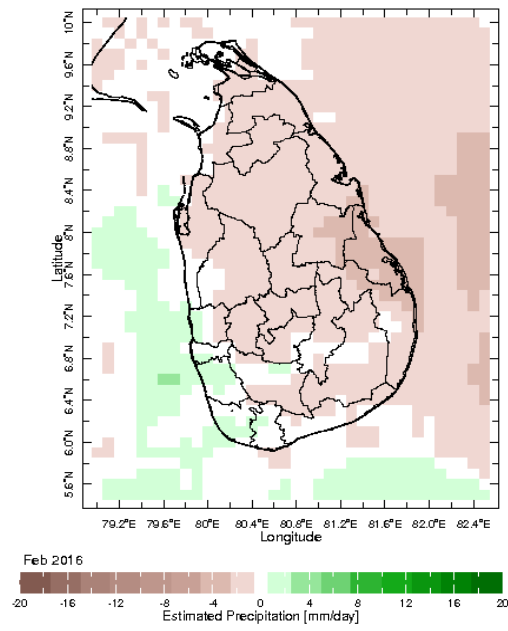 10°N
9.6°N
9.2°N
8.8°N
8.4°N
8°N
7.6°N
7.2°N
6.8°N
6.4°N
6.0°N
5.6°N
Latitude
79.2°E 79.6°E 80°E 80.4°E 80.8°E 81.2°E 81.6°E 82.0°E 82.4°E
Longitude
Feb 2016
-20 -16 -12 -8 -4 0 4 8 12 16 20
Estimated Precipitation [mm/day]